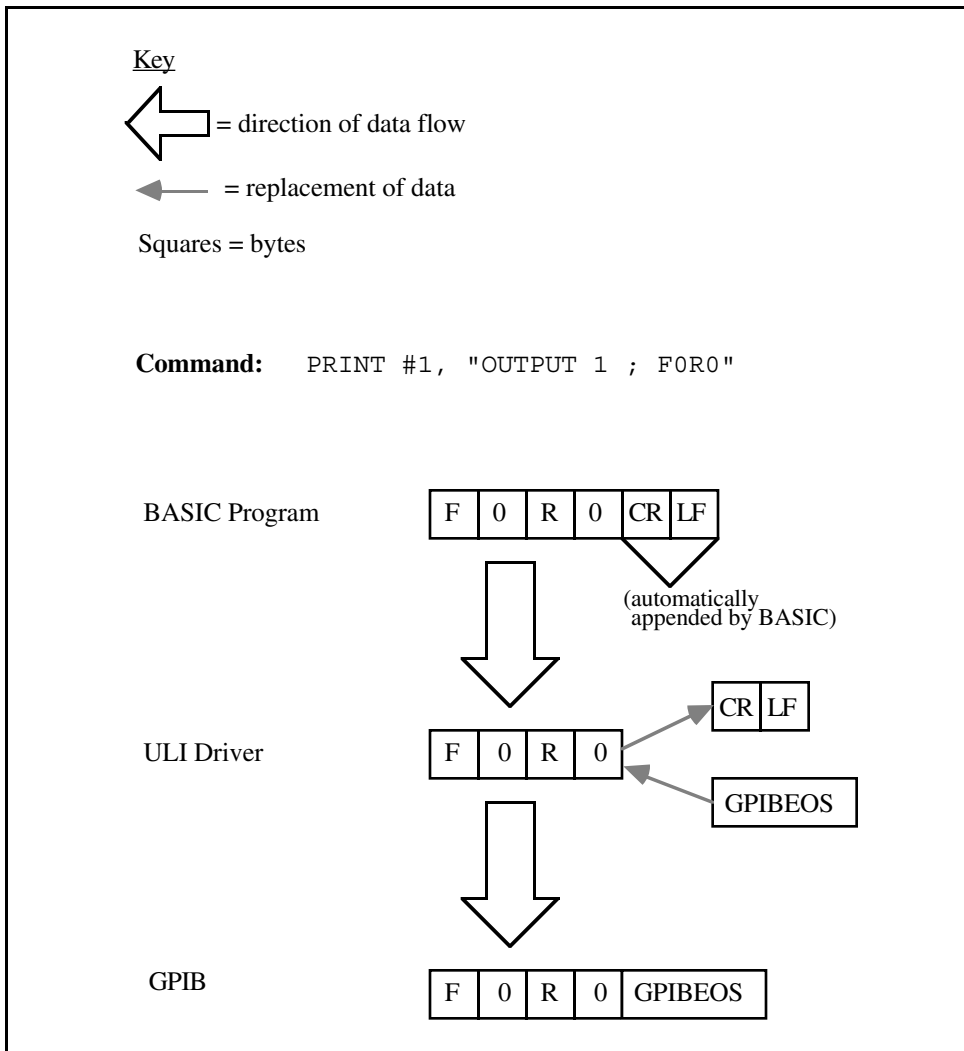 Key
= direction of data flow
= replacement of data
Squares = bytes
Command: PRINT #1, "OUTPUT 1 ; F0R0"
BASIC Program F 0 R 0 CR LF
(automatically
appended by BASIC)
CR LF
ULI Driver F 0 R 0
GPIBEOS
GPIB F 0 R 0 GPIBEOS